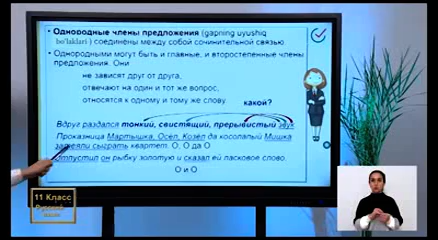 • Однородные члены предложения (gapning uyushiq
bo'laklari) соединены между собой сочинительной связью.
• Однородными могут быть и главные, и второстепенные члены
предложения. Они
не зависят друг от друга,
отвечают на один и тот же вопрос,
относятся к одному и тому же слову
какой?
Вдруг раздался тонкий, свистящий, прерывистый звук
Проказница Мартышка, Осёл, Козёл да косолапый Мишка
затеяли сыграть квартет. О, О, О да О
Отпустил он рыбку золотую и сказал ей ласковое слово.
О и О
11 Класс
Русский
язык